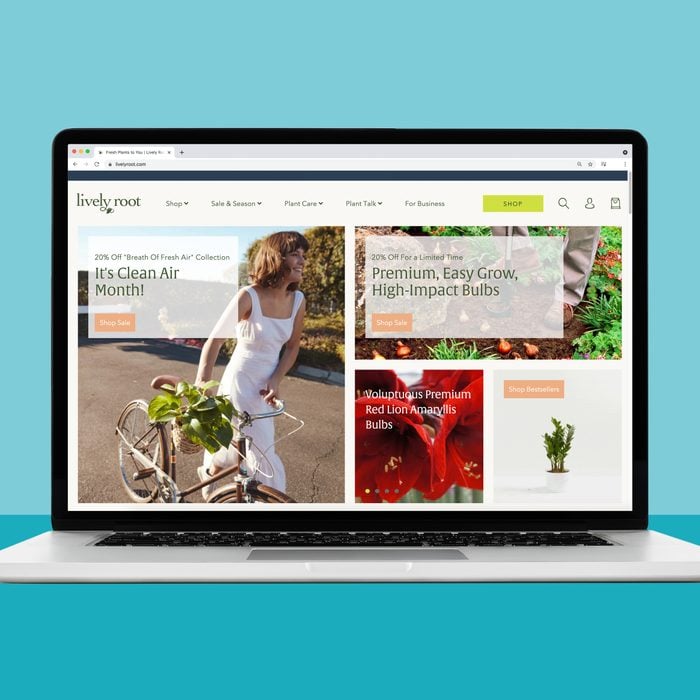 Fresh Plants to You | Lively Ro
livelyroot.com
lively root
Shop
Sale & Season
Plant Care
Plant Talk
For Business
SHOP
20% Off "Breath Of Fresh Air" Collection
It's Clean Air
Month!
Shop Sale
20% Off For a Limited Time
Premium, Easy Grow,
High-Impact Bulbs
Shop Sale
Voluptuous Premium
Red Lion Amaryllis
Bulbs
Shop Bestsellers